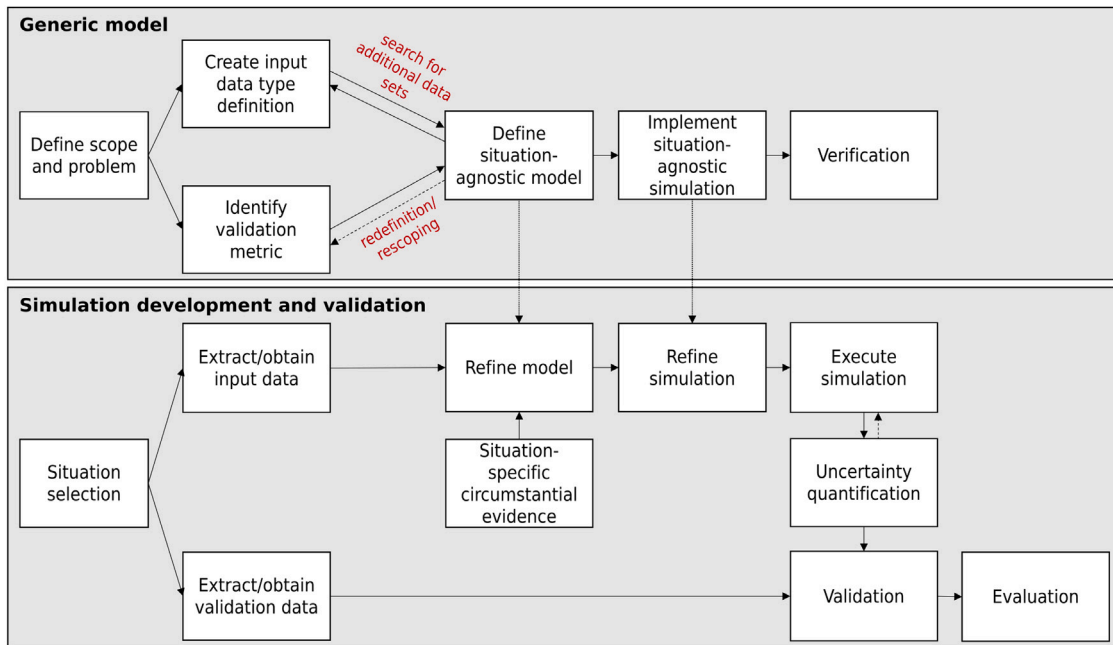 Generic model
Create input
data type
definition
search for
additional data
sets
Define scope
and problem
Define
situation-
agnostic model
Implement
situation-
agnostic
simulation
Verification
Identify
validation
metric
redefinition/
rescoping
Simulation development and validation
Extract/obtain
input data
Refine model
Refine
simulation
Execute
simulation
Situation
selection
Situation-
specific
circumstantial
evidence
Uncertainty
quantification
Extract/obtain
validation data
Validation
Evaluation